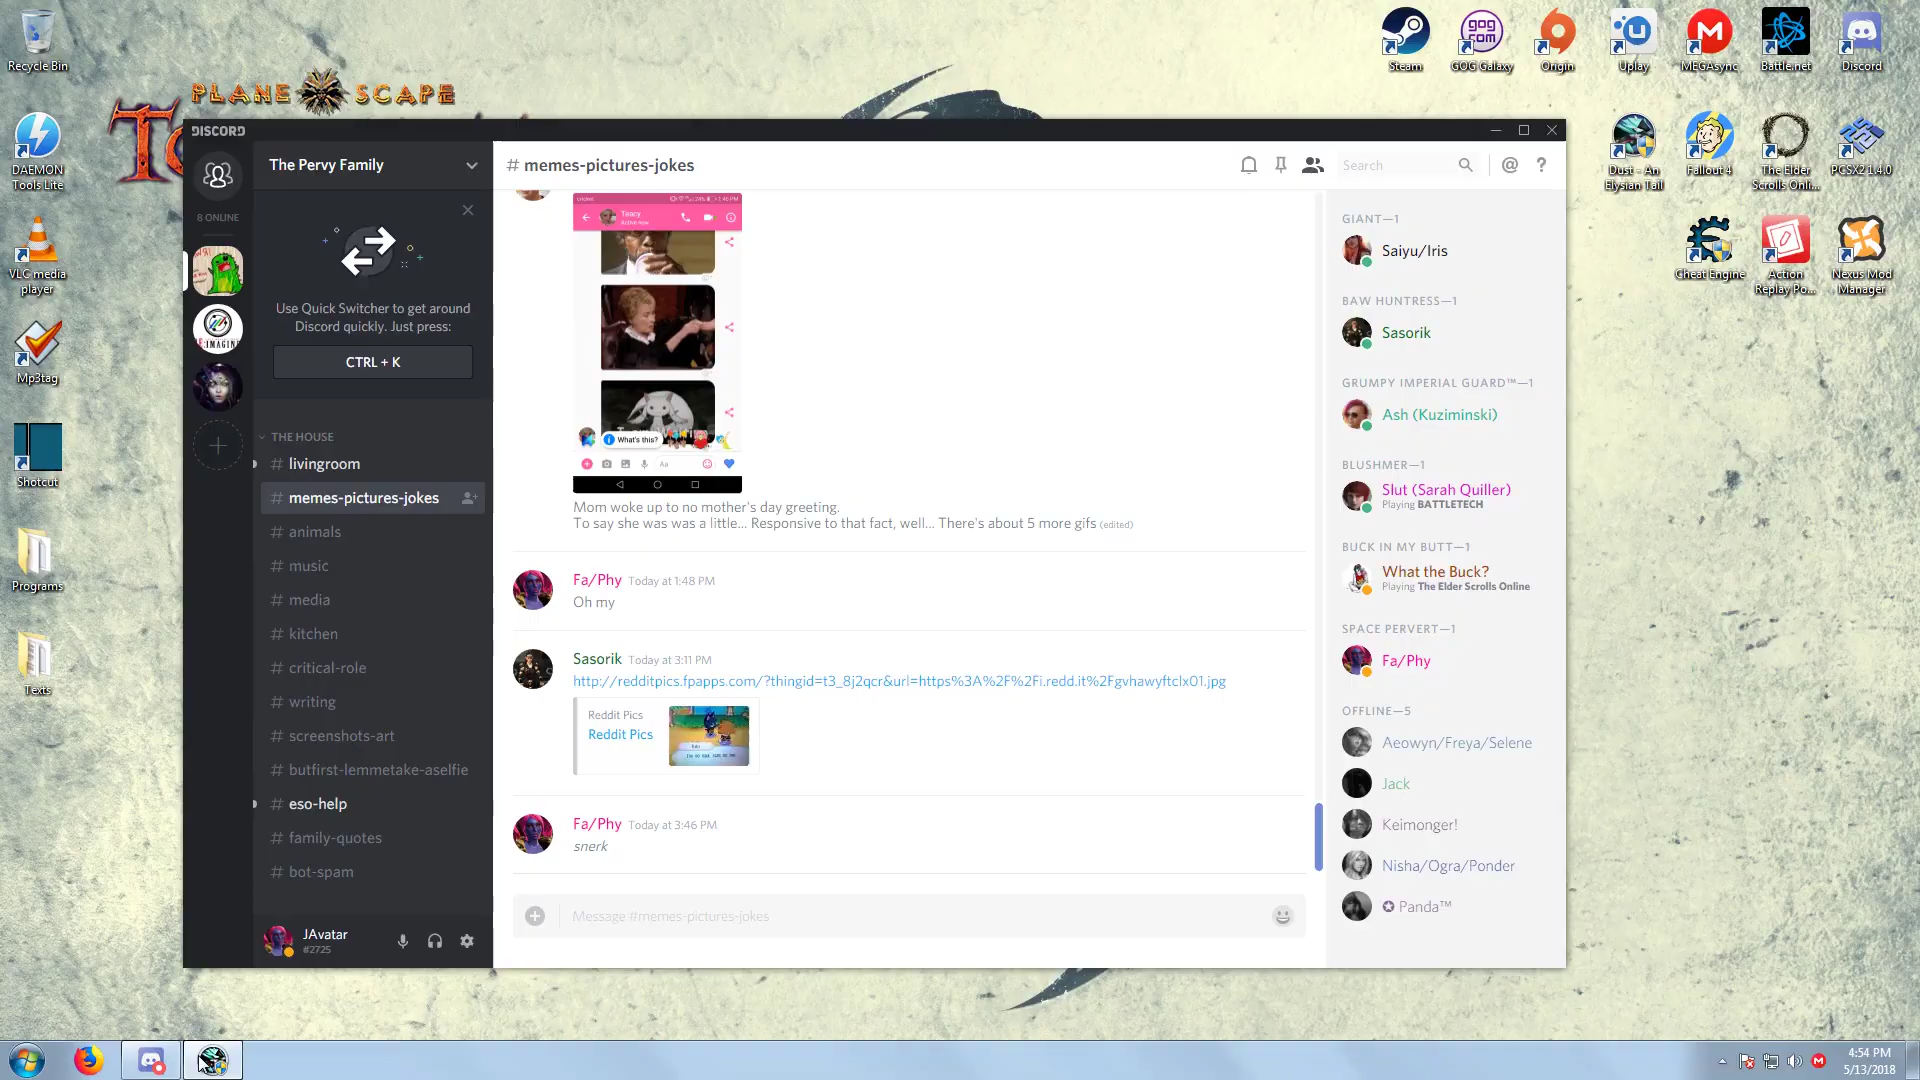 Recycle Bin
DAEMON
Tools Lite
VLC media
player
Mp3tag
Shotcut
Programs
Texts
PLANE SCAPE
To
Steam
GOG Galaxy
Origin
Uplay
MEGAsync
Battle.net
Discord
Dust - An
Elysian Tail
Fallout 4
The Elder
Scrolls Onli...
PCSX2 1.4.0
Cheat Engine
Action
Replay Po...
Nexus Mod
Manager
DISCORD
8 ONLINE
RE:IMAGIN
The Pervy Family
Use Quick Switcher to get around
Discord quickly. Just press:
CTRL + K
THE HOUSE
# livingroom
# memes-pictures-jokes
# animals
# music
# media
# kitchen
# critical-role
# writing
# screenshots-art
# butfirst-lemmetake-aselfie
# eso-help
# family-quotes
# bot-spam
JAvatar
#2725
# memes-pictures-jokes
Search
Active now
What's this?
Aa
Mom woke up to no mother's day greeting.
To say she was was a little... Responsive to that fact, well... There's about 5 more gifs (edited)
Fa/Phy Today at 1:48 PM
Oh my
Sasorik Today at 3:11 PM
http://redditpics.fpapps.com/?thingid=t3_8j2qcr&url=https%3A%2F%2Fi.redd.it%2Fgvhawyftclx01.jpg
Reddit Pics
Reddit Pics
Fa/Phy Today at 3:46 PM
snerk
Message #memes-pictures-jokes
GIANT—1
Saiyu/Iris
BAW HUNTRESS—1
Sasorik
GRUMPY IMPERIAL GUARD™—1
Ash (Kuziminski)
BLUSHMER—1
Slut (Sarah Quiller)
Playing BATTLETECH
BUCK IN MY BUTT—1
What the Buck?
Playing The Elder Scrolls Online
SPACE PERVERT—1
Fa/Phy
OFFLINE—5
Aeowyn/Freya/Selene
Jack
Keimonger!
Nisha/Ogra/Ponder
✪ Panda™
4:54 PM
5/13/2018